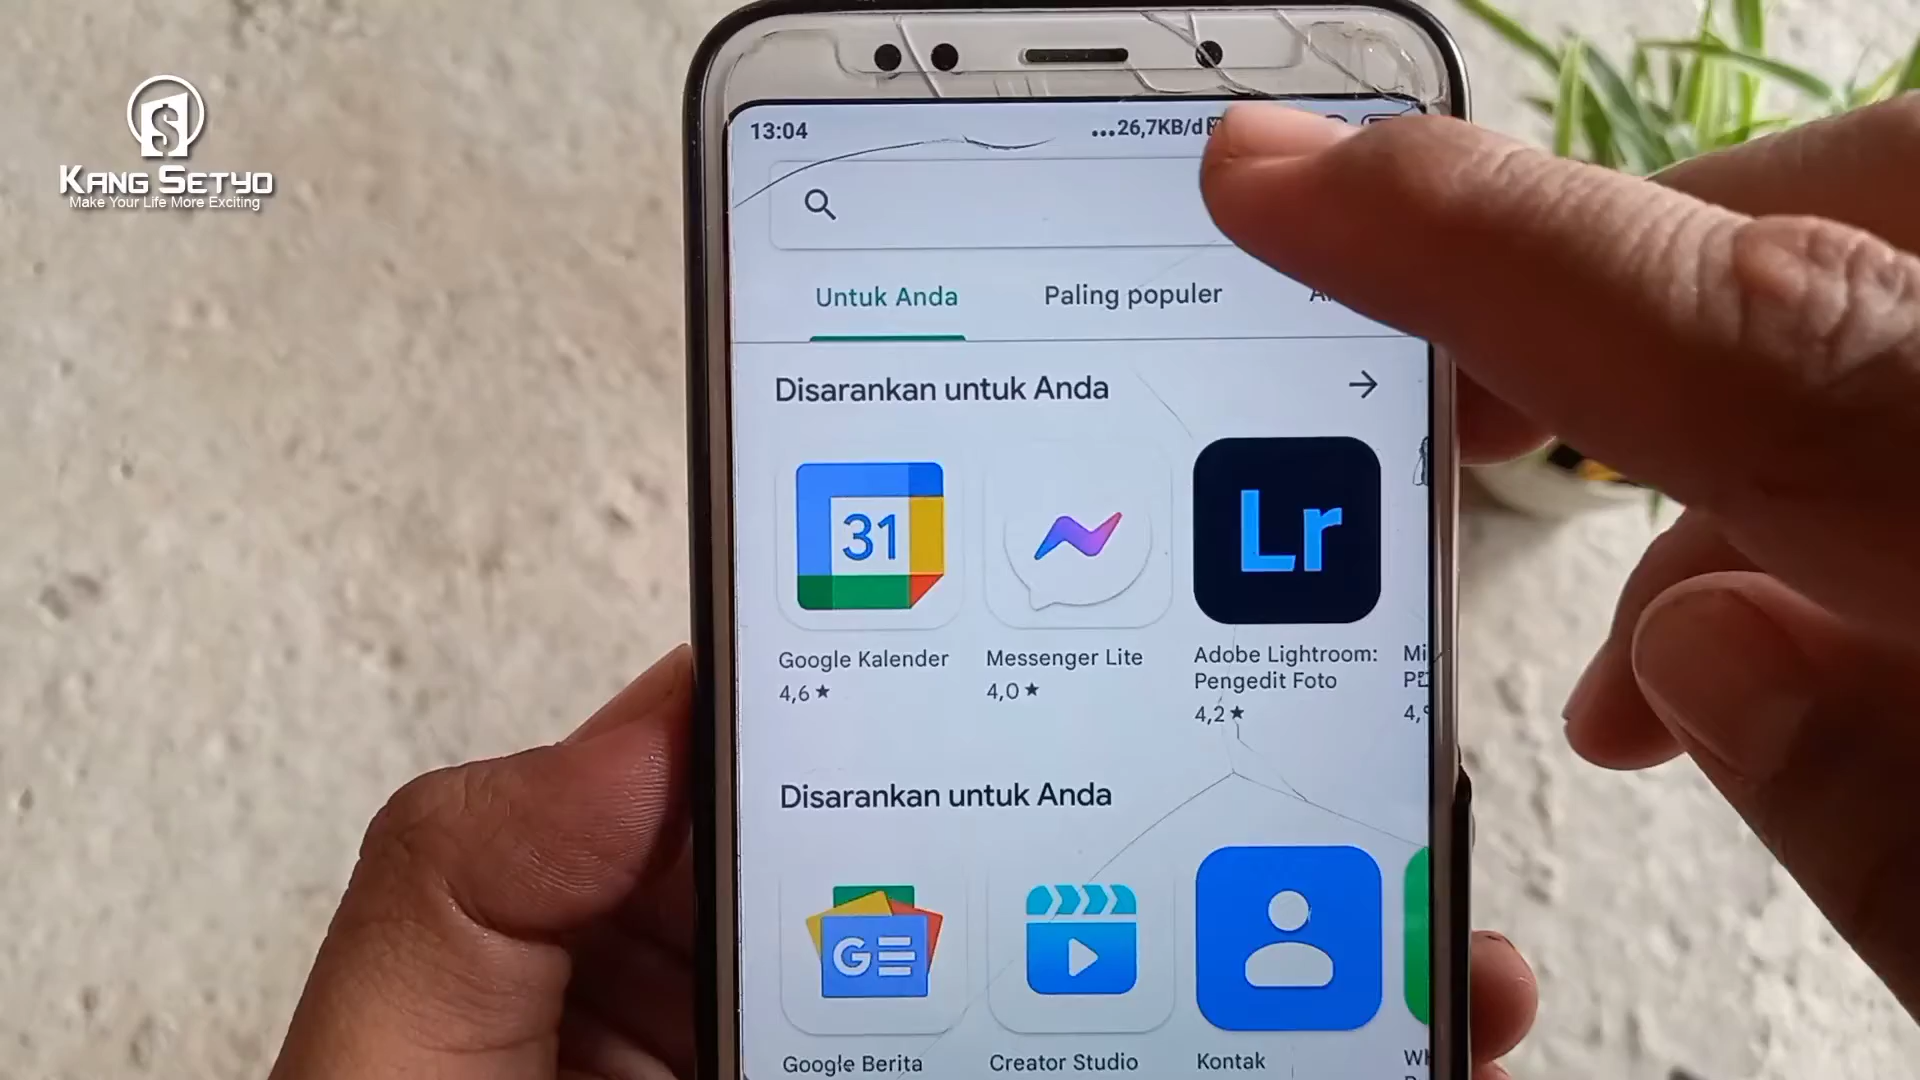 KANG SETYO
Make Your Life More Exciting
13:04
...26,7KB/d
Untuk Anda
Paling populer
Disarankan untuk Anda
31
Lr
Google Kalender
Messenger Lite
Adobe Lightroom:
Pengedit Foto
4,6 ★
4,0 ★
4,2 ★
Disarankan untuk Anda
Google Berita
Creator Studio
Kontak